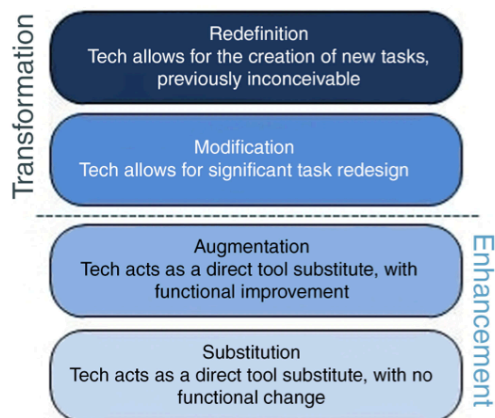 Transformation
Redefinition
Tech allows for the creation of new tasks,
previously inconceivable
Modification
Tech allows for significant task redesign
Enhancement
Augmentation
Tech acts as a direct tool substitute, with
functional improvement
Substitution
Tech acts as a direct tool substitute, with no
functional change